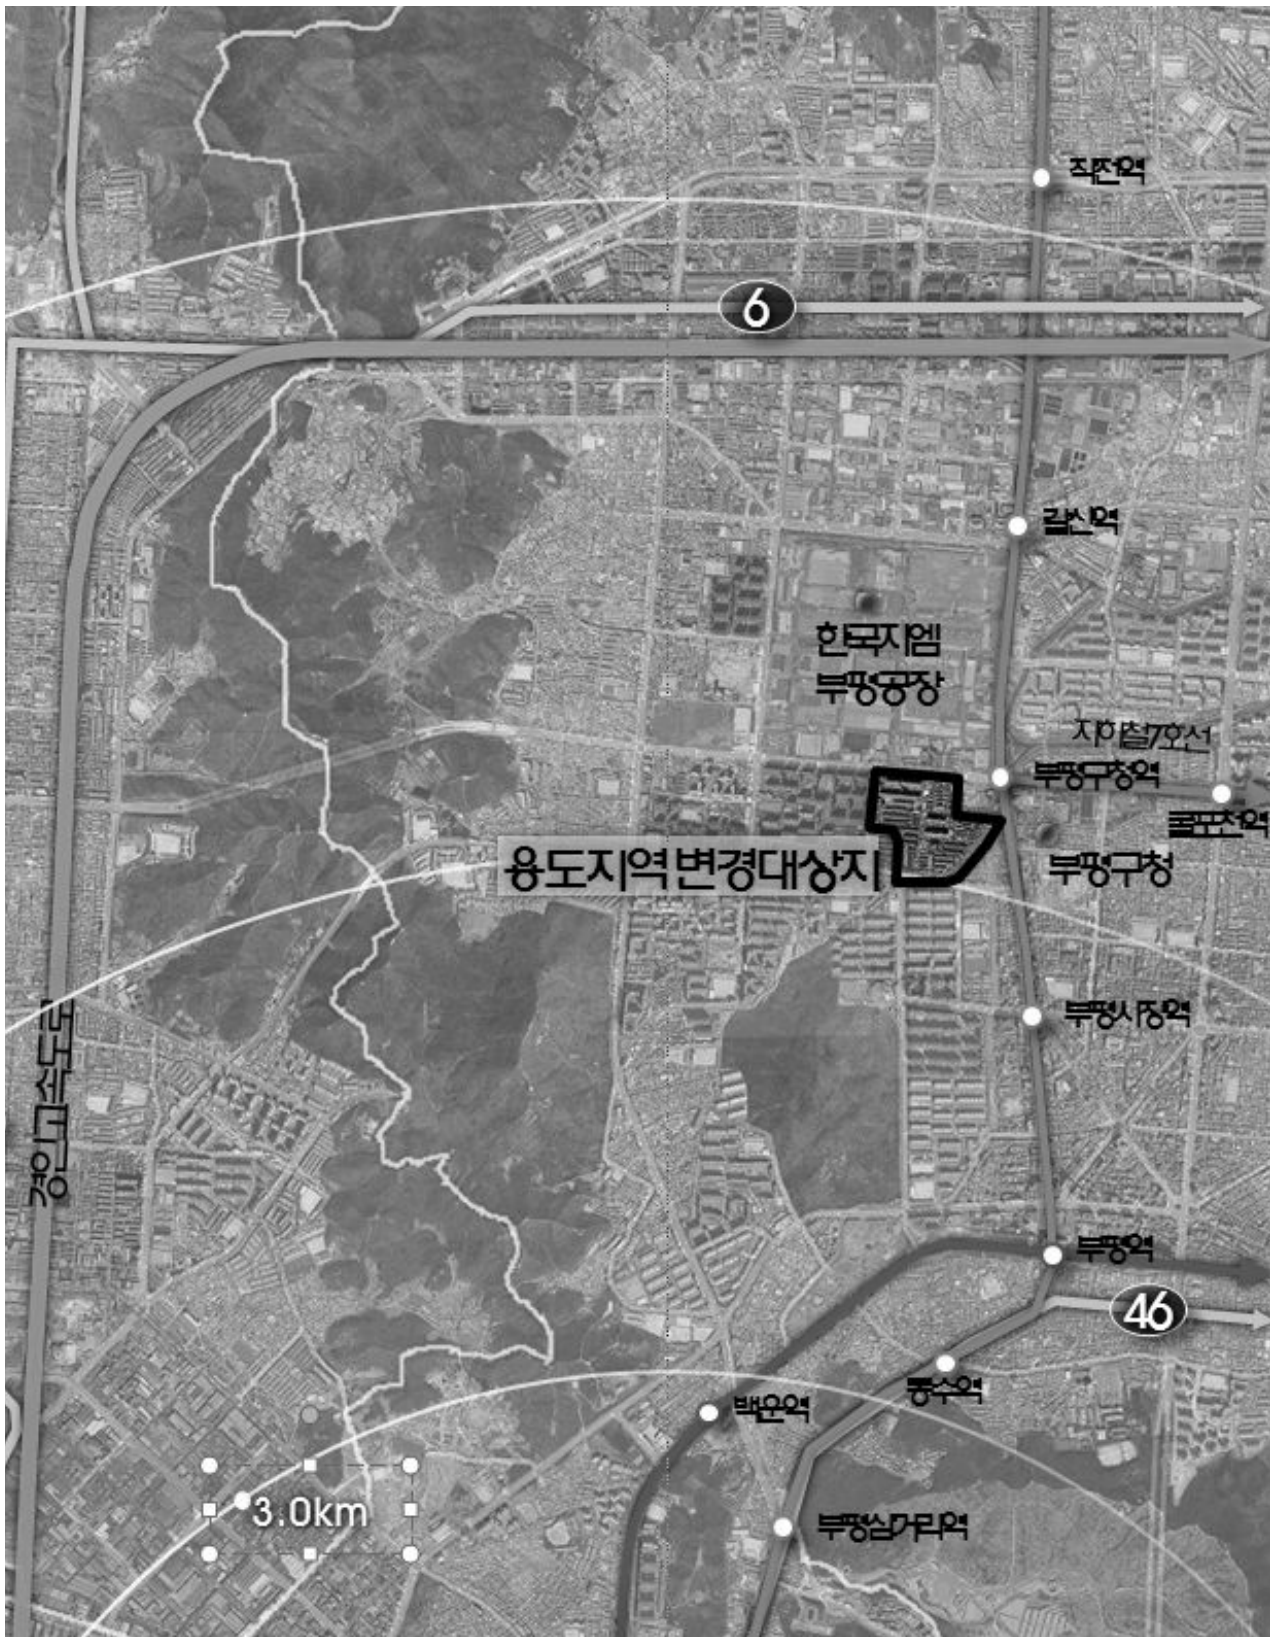 작전역
6
갈산역
한국지엠
부평공장
지하철7호선
부평구청역
굴포천역
용도지역 변경대상지
부평구청
부평시장역
경인고속도로
부평역
46
동수역
백운역
3.0km
부평삼거리역